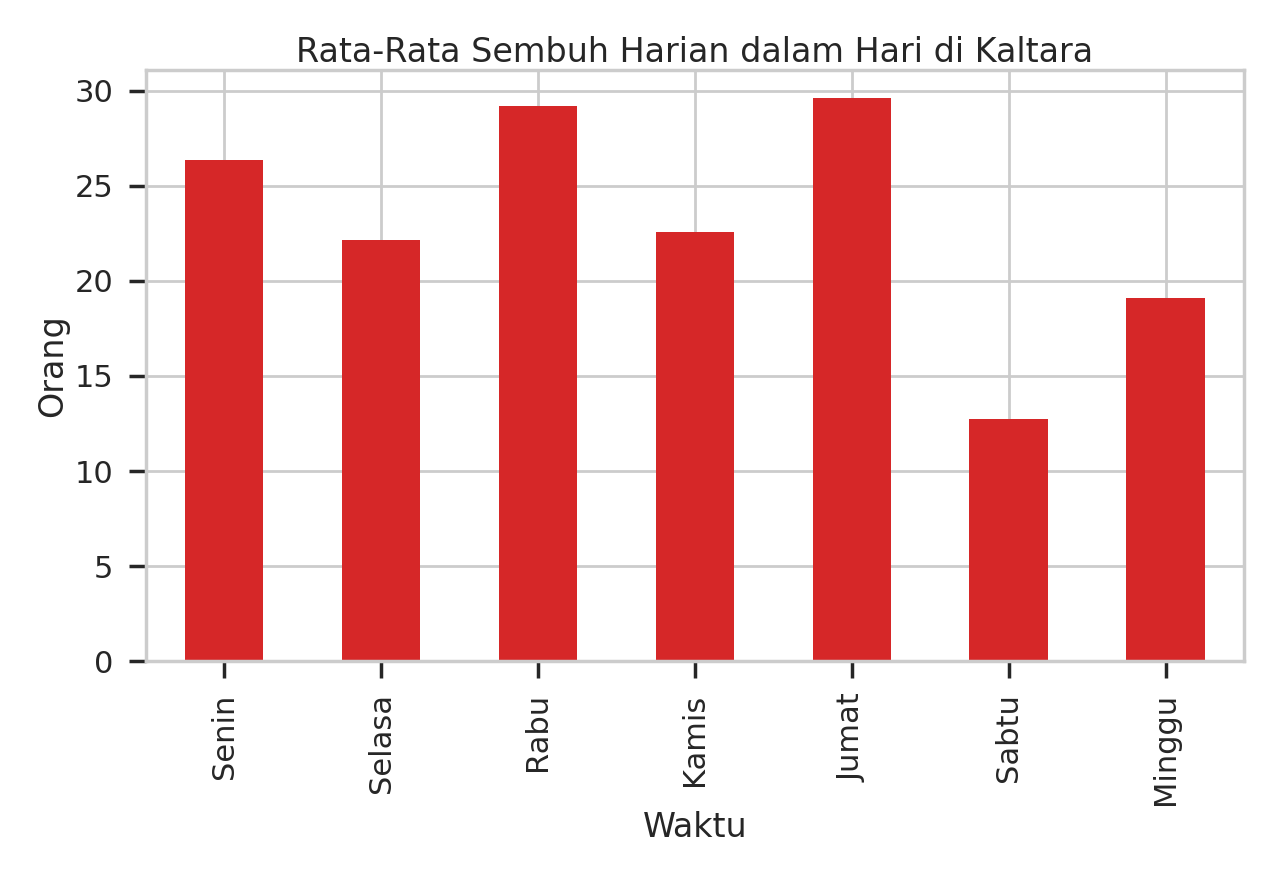 Rata-Rata Sembuh Harian dalam Hari di Kaltara
30
25
20
15
10
5
0
Orang
Senin
Selasa
Rabu
Kamis
Jumat
Sabtu
Minggu
Waktu